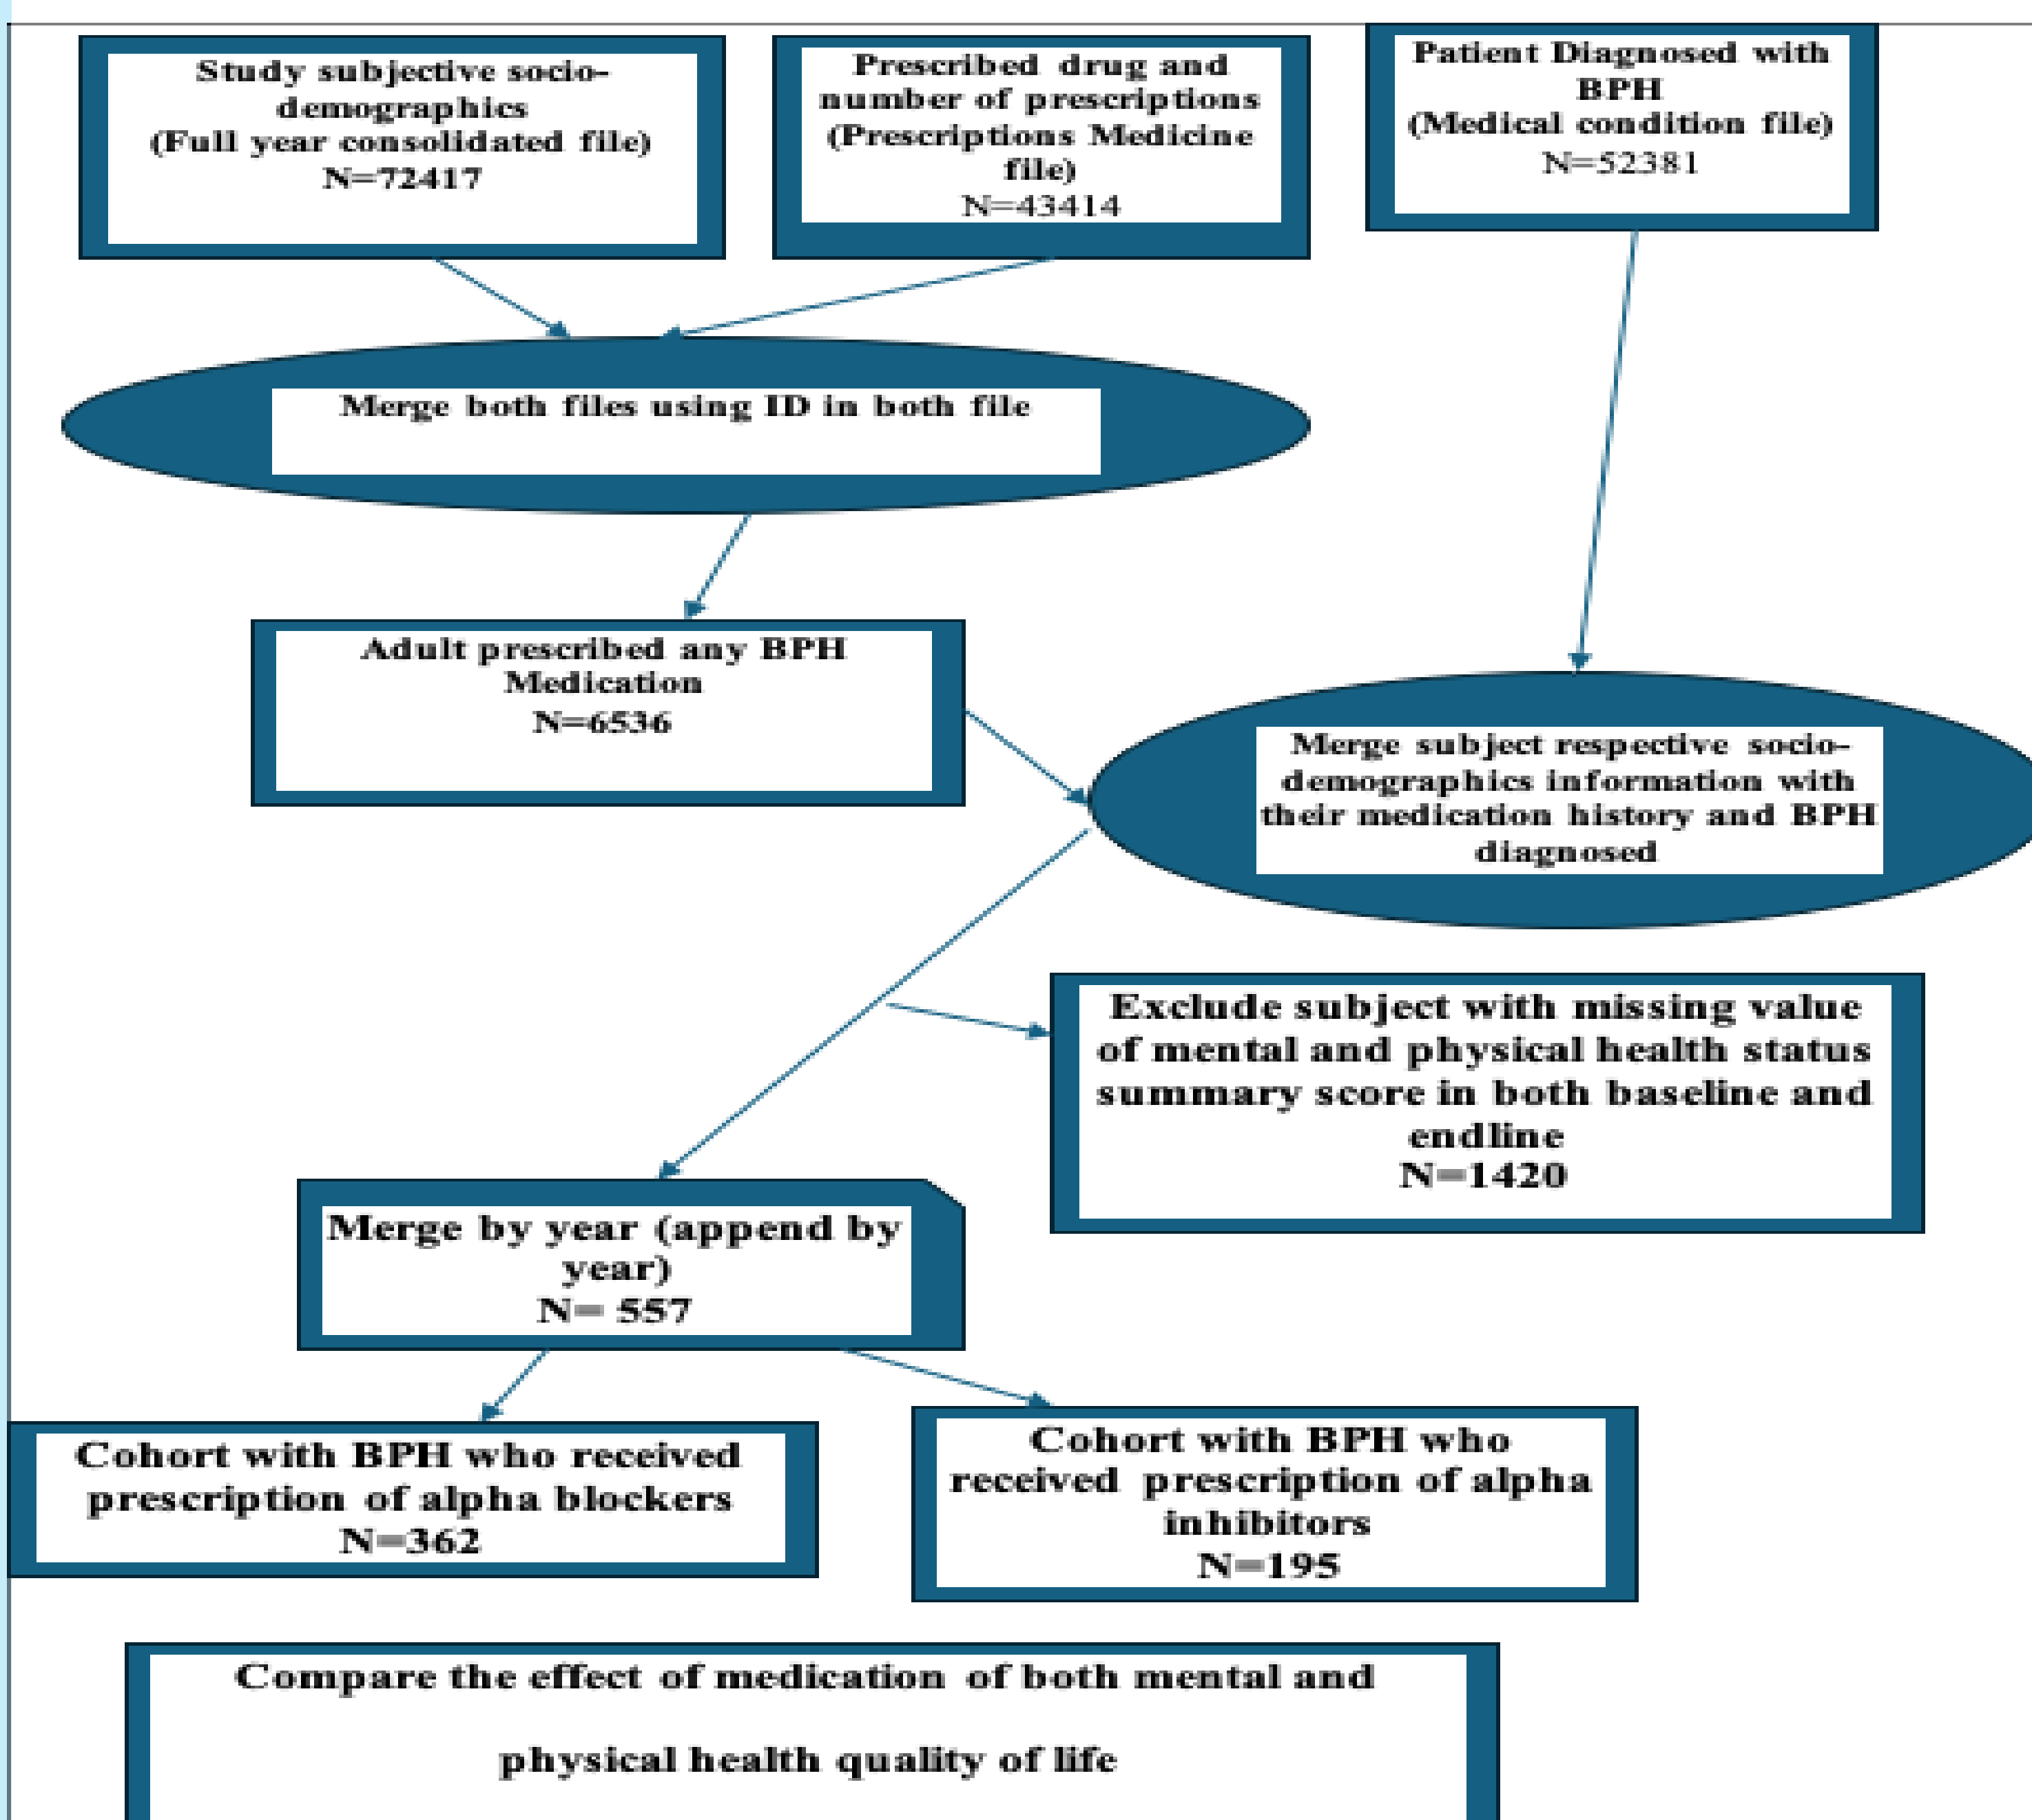 Study subjective socio-
demographics
(Full year consolidated file)
N=72417
Prescribed drug and
number of prescriptions
(Prescriptions Medicine
file)
N=43414
Patient Diagnosed with
BPH
(Medical condition file)
N=52381
Merge both files using ID in both file
Adult prescribed any BPH
Medication
N=6536
Merge subject respective socio-
demographics information with
their medication history and BPH
diagnosed
Exclude subject with missing value
of mental and physical health status
summary score in both baseline and
endline
N=1420
Merge by year (append by
year)
N= 557
Cohort with BPH who received
prescription of alpha blockers
N=362
Cohort with BPH who
received prescription of alpha
inhibitors
N=195
Compare the effect of medication of both mental and
physical health quality of life